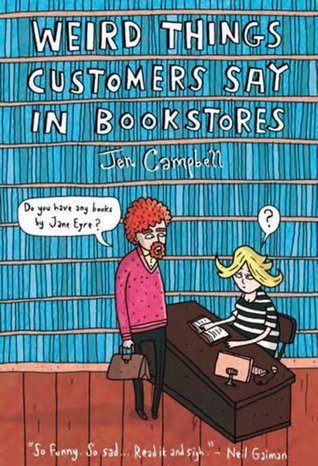 WEIRD THINGS
CUSTOMERS SAY
IN BOOKSTORES
Jen Campbell
Do you have any books
by Jane Eyre?
?
"So funny. So sad... Read it and sigh." - Neil Gaiman